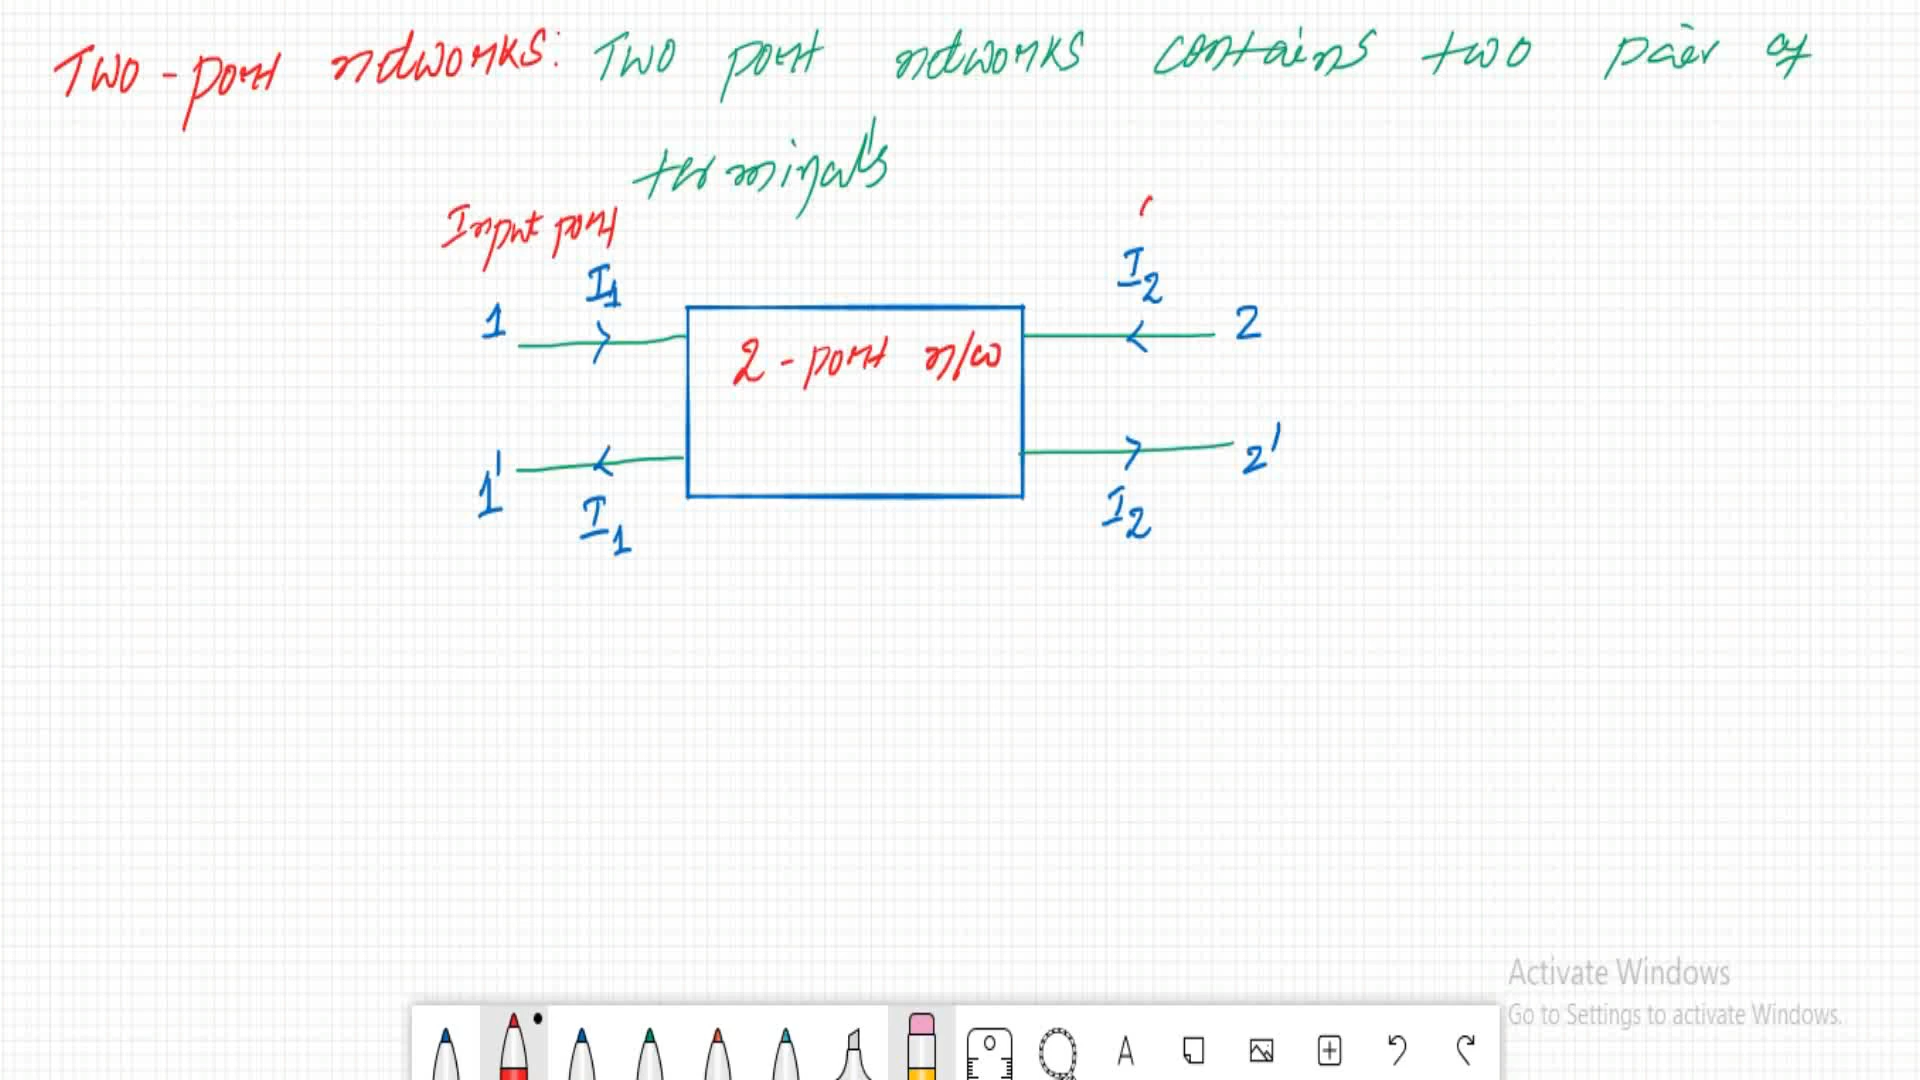 Two-port networks: Two port networks contains two pair of
terminals
Input port
I1
I2
1
2
2-port n/w
1'
2'
I1
I2
Activate Windows
Go to Settings to activate Windows.
A